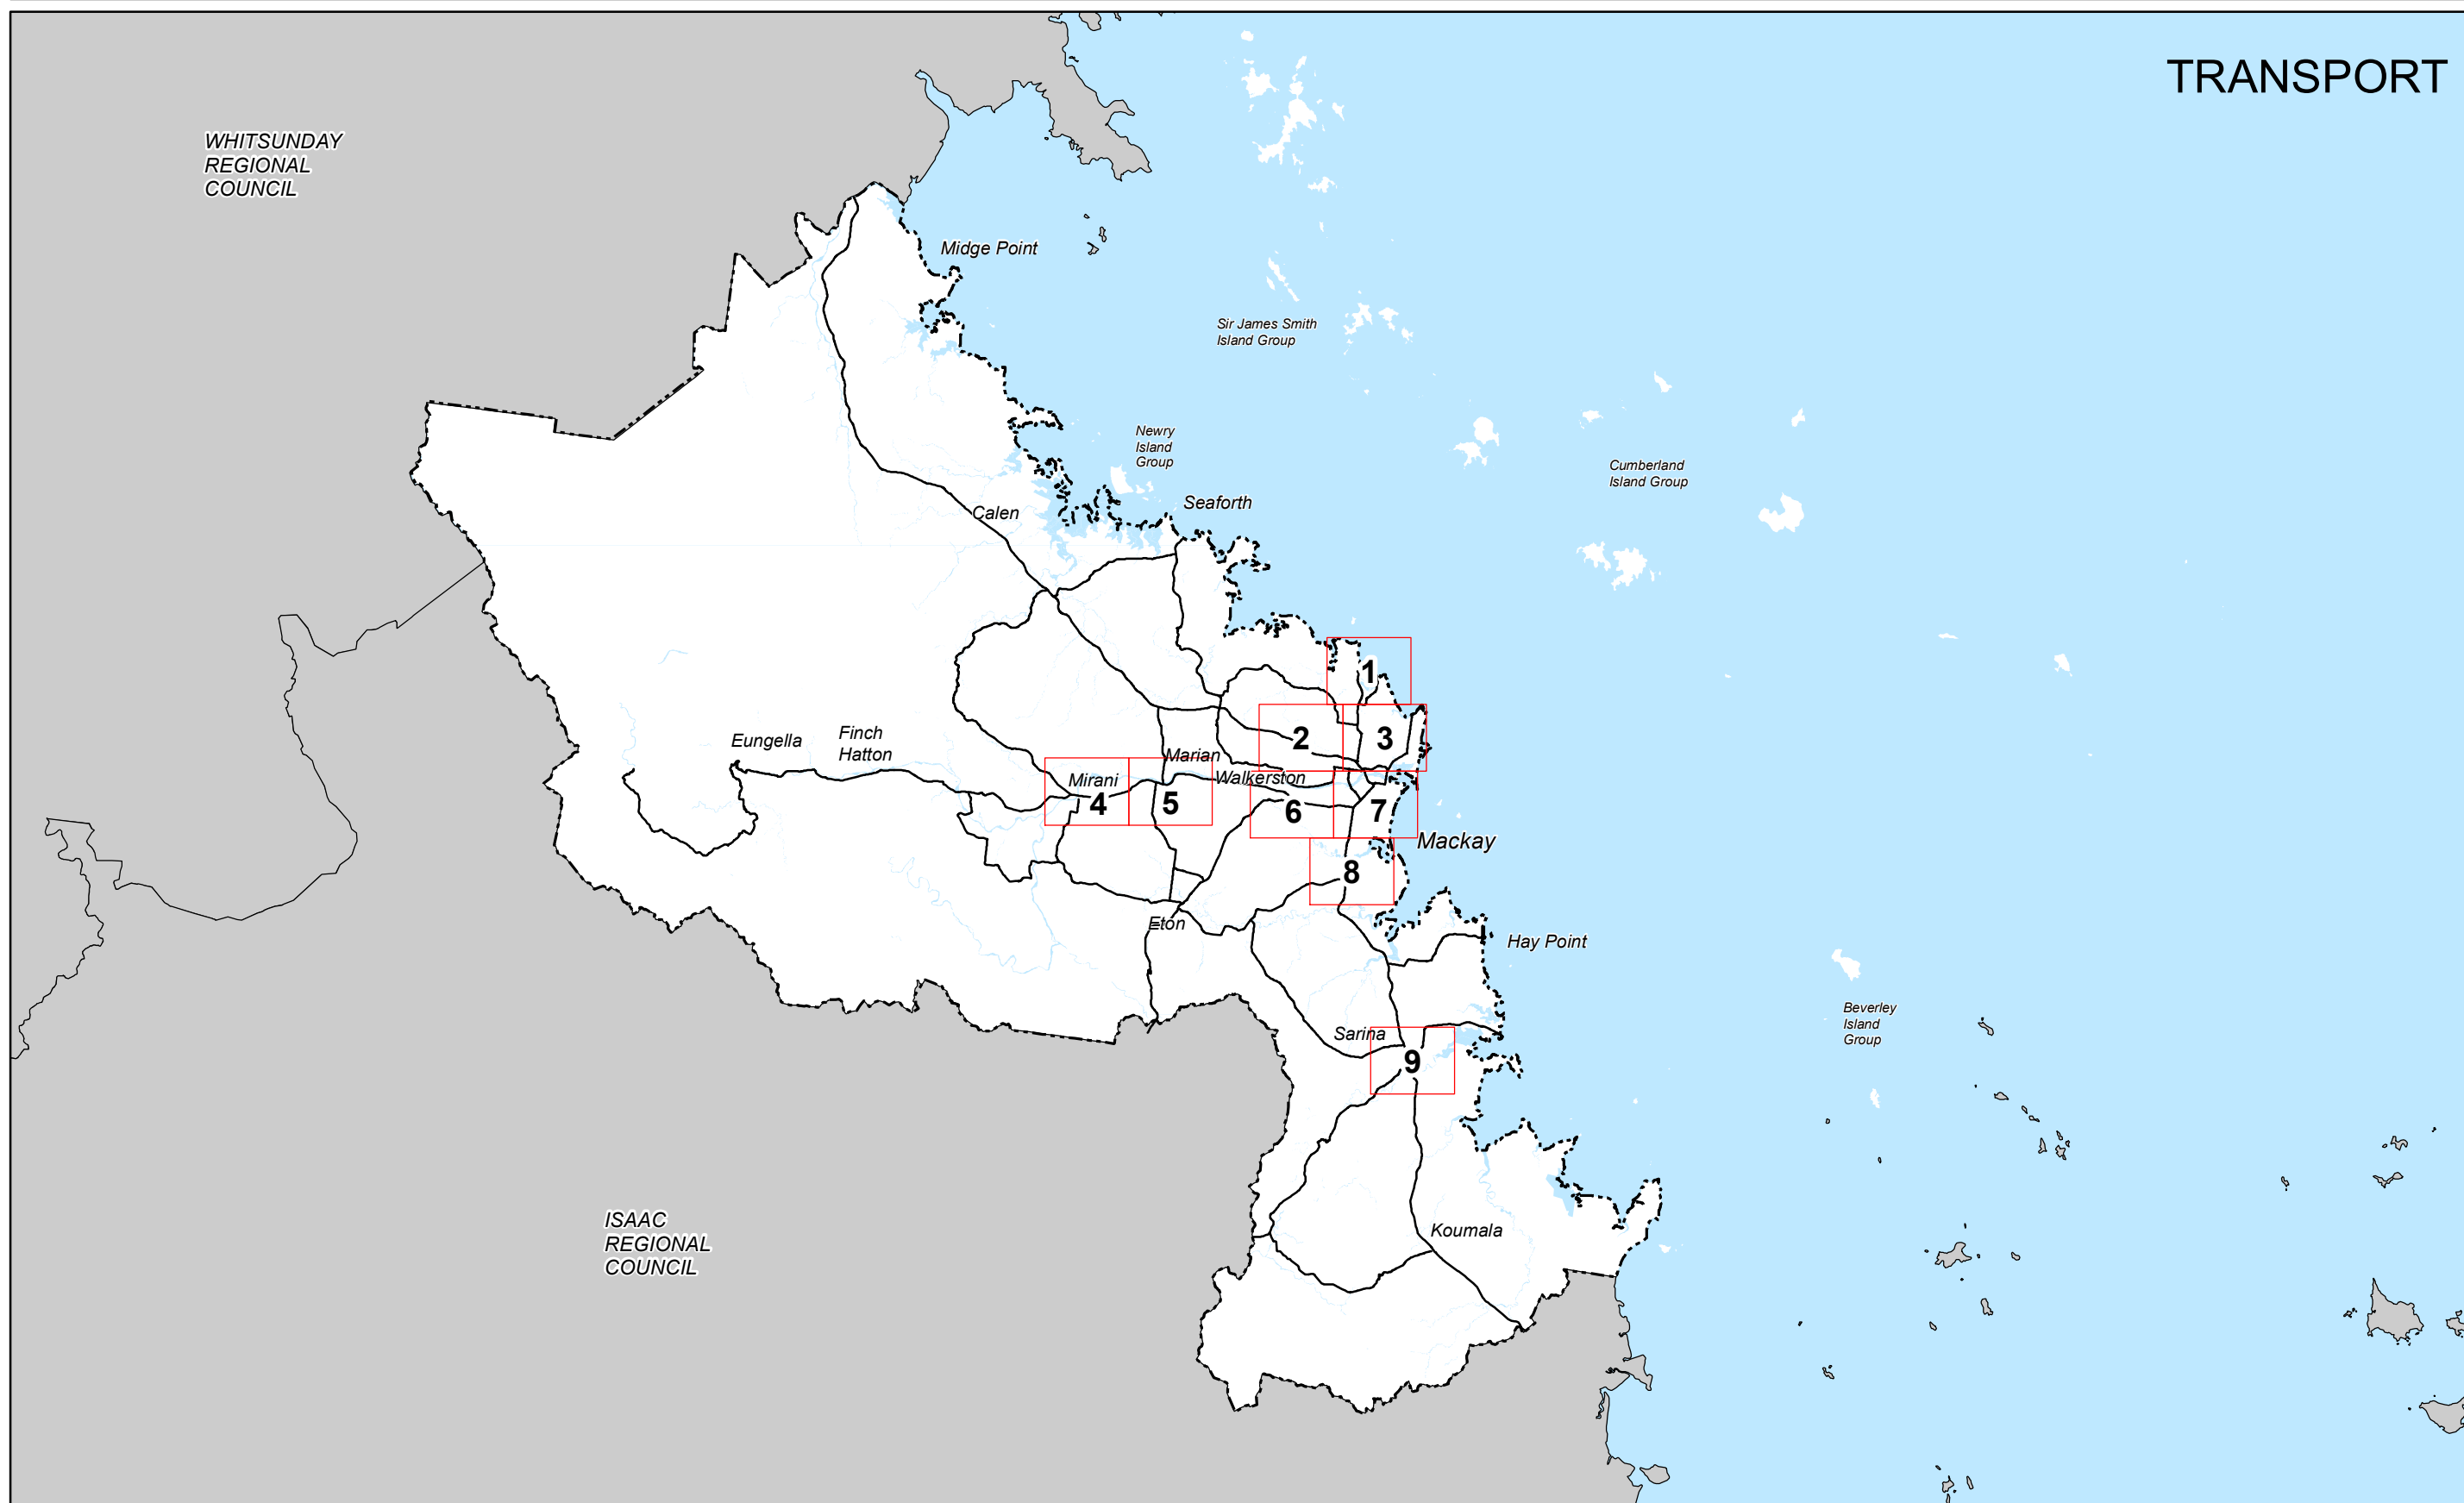 TRANSPORT
WHITSUNDAY
REGIONAL
COUNCIL
Midge Point
Sir James Smith
Island Group
Newry
Island
Group
Cumberland
Island Group
Seaforth
Calen
1
2
3
Eungella
Finch
Hatton
Marian
Mirani
Walkerston
4
5
6
7
Mackay
8
Eton
Hay Point
Sarina
9
Beverley
Island
Group
ISAAC
REGIONAL
COUNCIL
Koumala